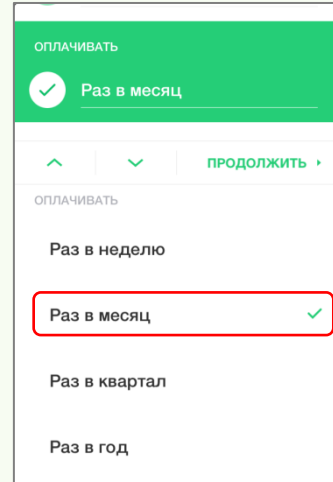 ОПЛАЧИВАТЬ
Раз в месяц
ПРОДОЛЖИТЬ
ОПЛАЧИВАТЬ
Раз в неделю
Раз в месяц
Раз в квартал
Раз в год